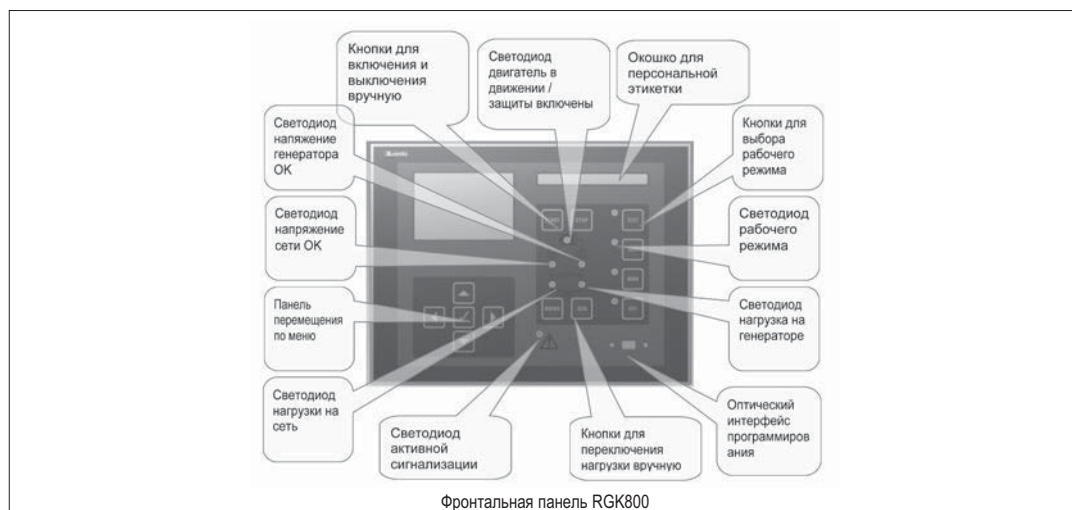 Кнопки для
включения и
выключения
вручную
Светодиод
двигатель в
движении /
защиты включены
Окошко для
персональной
этикетки
Светодиод
напяжение
генератора
OK
Кнопки для
выбора
рабочего
режима
Светодиод
напряжение
сети OK
Светодиод
рабочего
режима
Панель
перемещения
по меню
Светодиод
нагрузка на
генераторе
Светодиод
нагрузки на
сеть
Светодиод
активной
сигнализации
Кнопки для
переключения
нагрузки вручную
Оптический
интерфейс
программиров
ания
STOP
Фронтальная панель RGK800